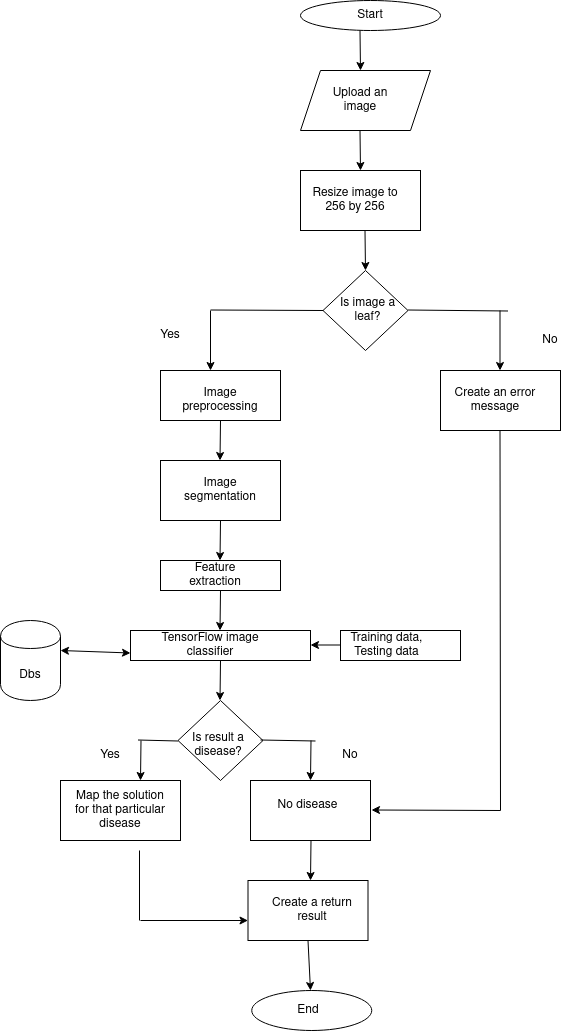 Start
Upload an
image
Resize image to
256 by 256
Is image a
leaf?
Yes
No
Image
preprocessing
Create an error
message
Image
segmentation
Feature
extraction
TensorFlow image
classifier
Training data,
Testing data
Dbs
Is result a
disease?
Yes
No
Map the solution
for that particular
disease
No disease
Create a return
result
End